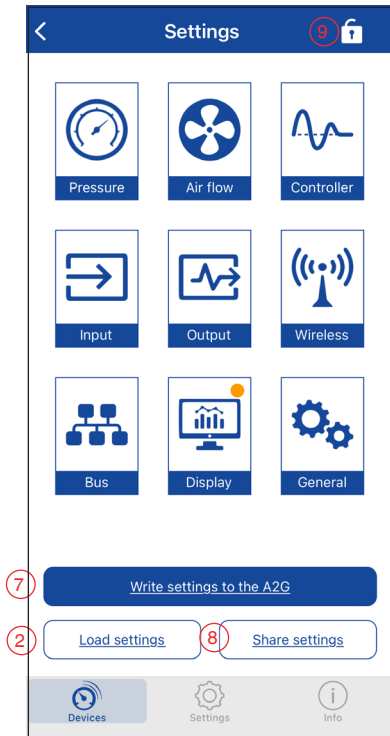 Settings 9
Pressure Air flow Controller
Input Output Wireless
Bus Display General
7 Write settings to the A2G
2 Load settings 8 Share settings
Devices Settings Info